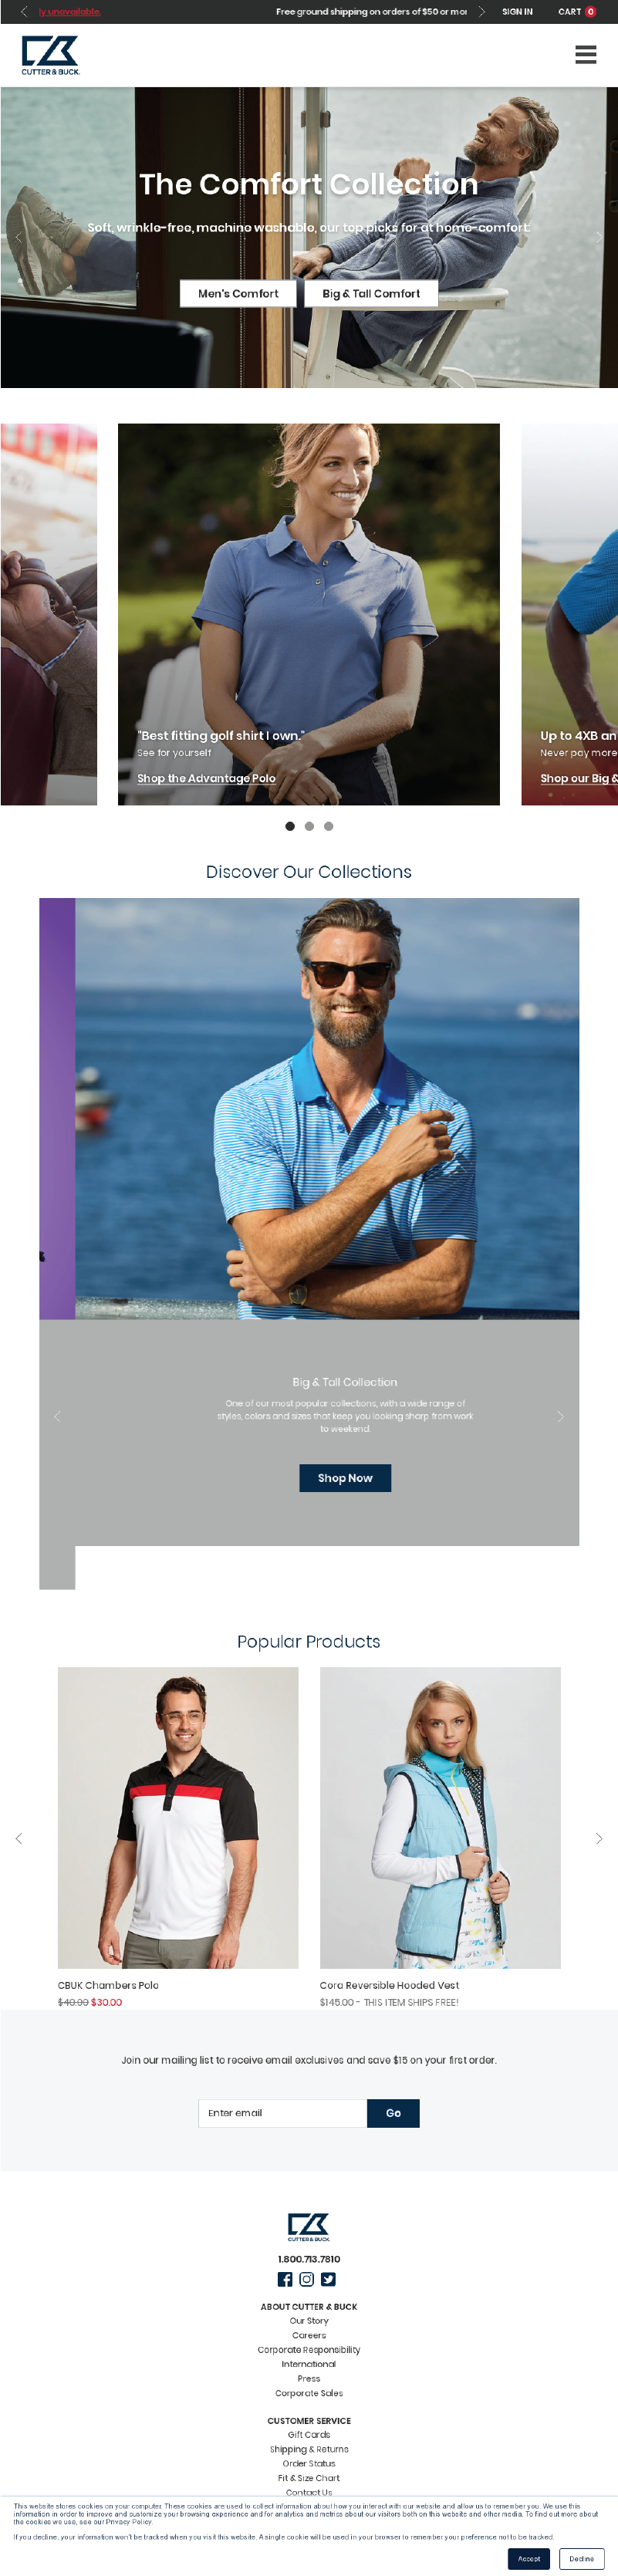 ly unavailable.
Free ground shipping on orders of $50 or mor
SIGN IN
CART 0
CUTTER & BUCK.
The Comfort Collection
Soft, wrinkle-free, machine washable, our top picks for at home-comfort.
Men's Comfort
Big & Tall Comfort
"Best fitting golf shirt I own."
See for yourself
Shop the Advantage Polo
Up to 4XB an
Never pay more
Shop our Big &
Discover Our Collections
Big & Tall Collection
One of our most popular collections, with a wide range of
styles, colors and sizes that keep you looking sharp from work
to weekend.
Shop Now
Popular Products
CBUK Chambers Polo
$40.00 $30.00
Cora Reversible Hooded Vest
$145.00 - THIS ITEM SHIPS FREE!
Join our mailing list to receive email exclusives and save $15 on your first order.
Enter email
Go
CUTTER & BUCK.
1.800.713.7810
ABOUT CUTTER & BUCK
Our Story
Careers
Corporate Responsibility
International
Press
Corporate Sales
CUSTOMER SERVICE
Gift Cards
Shipping & Returns
Order Status
Fit & Size Chart
Contact Us
This website stores cookies on your computer. These cookies are used to collect information about how you interact with our website and allow us to remember you. We use this
information in order to improve and customize your browsing experience and for analytics and metrics about our visitors both on this website and other media. To find out more about
the cookies we use, see our Privacy Policy.
If you decline, your information won't be tracked when you visit this website. A single cookie will be used in your browser to remember your preference not to be tracked.
Accept
Decline